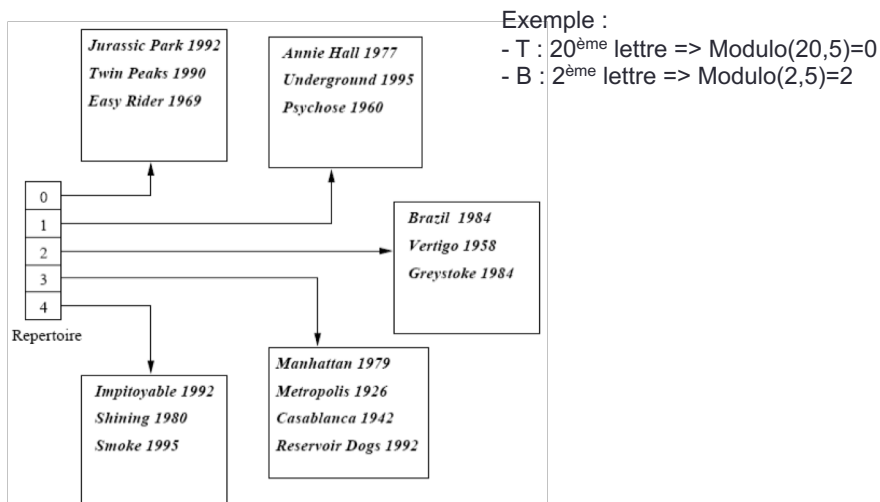 Exemple :
- T : 20ème lettre => Modulo(20,5)=0
- B : 2ème lettre => Modulo(2,5)=2
Jurassic Park 1992
Twin Peaks 1990
Easy Rider 1969
Annie Hall 1977
Underground 1995
Psychose 1960
0
1
2
3
4
Repertoire
Brazil 1984
Vertigo 1958
Greystoke 1984
Impitoyable 1992
Shining 1980
Smoke 1995
Manhattan 1979
Metropolis 1926
Casablanca 1942
Reservoir Dogs 1992